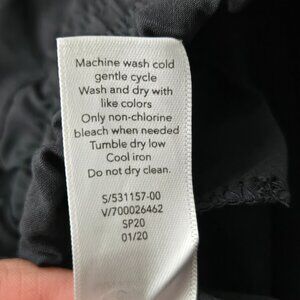 Machine wash cold
gentle cycle
Wash and dry with
like colors
Only non-chlorine
bleach when needed
Tumble dry low
Cool iron
Do not dry clean.
S/531157-00
V/700026462
SP20
01/20